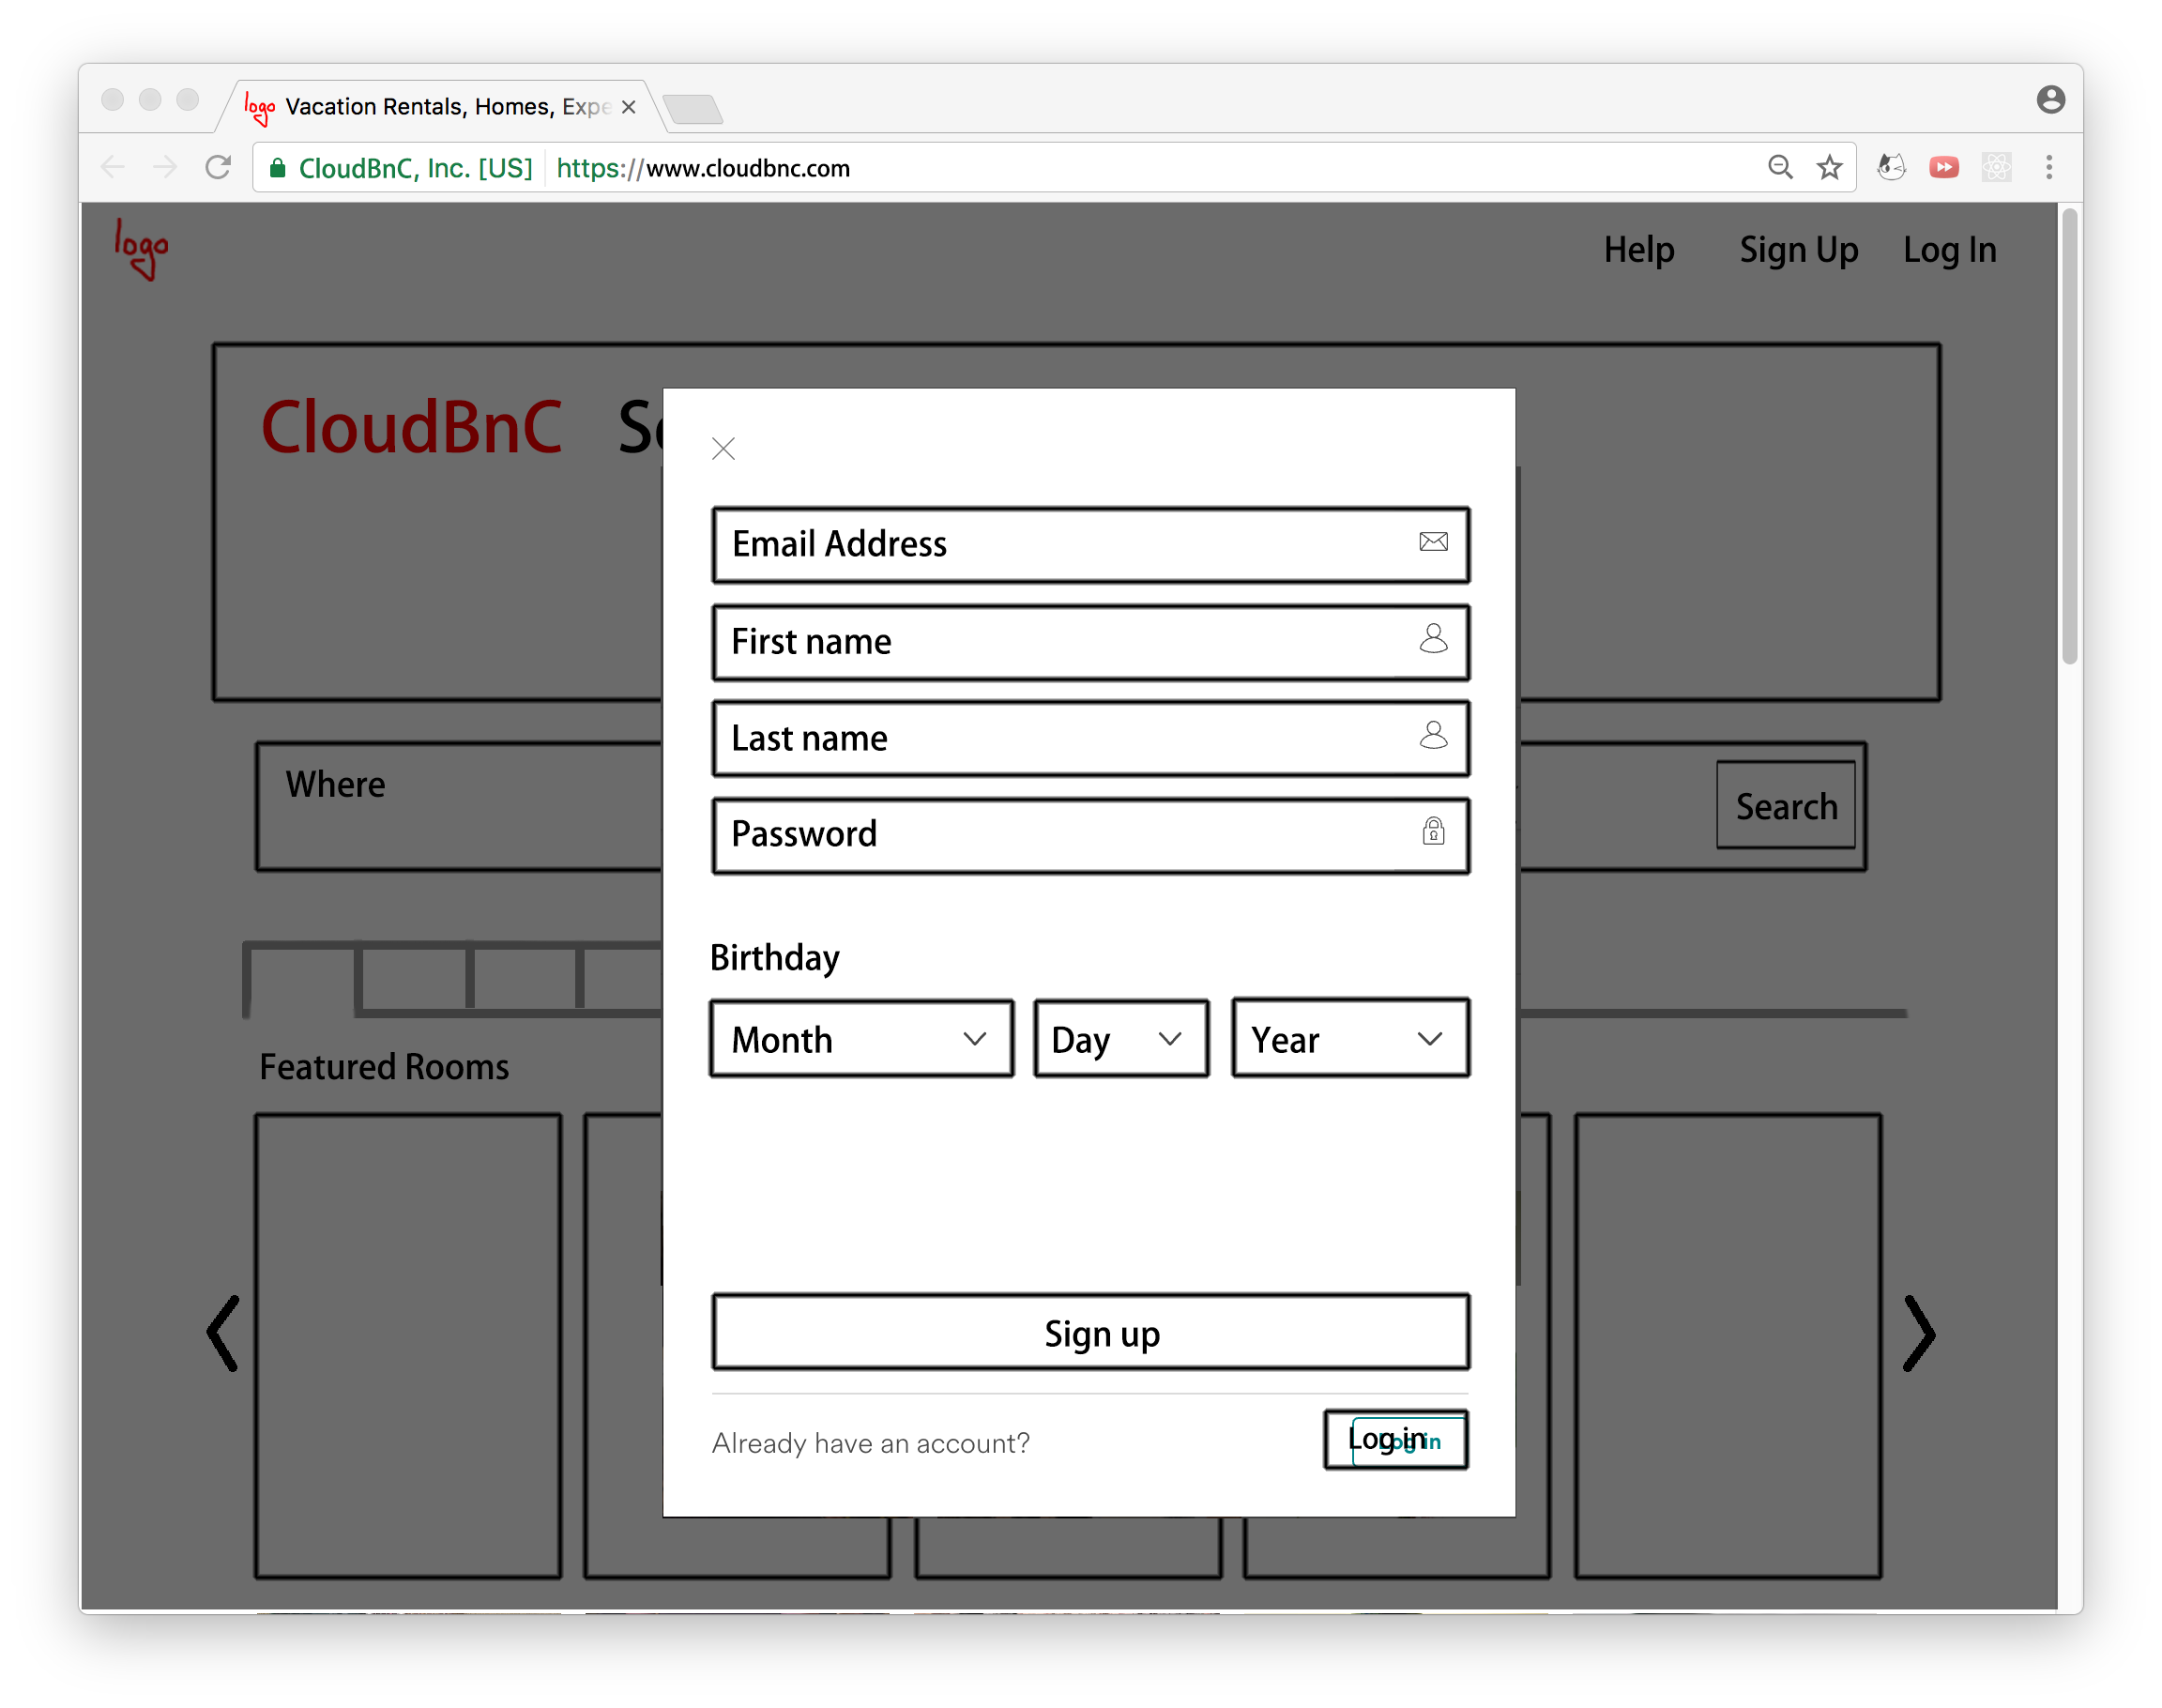 logo Vacation Rentals, Homes, Expe
CloudBnC, Inc. [US] https://www.cloudbnc.com
logo Help Sign Up Log In
CloudBnC
Email Address
First name
Last name
Where
Search
Password
Birthday
Month Day Year
Featured Rooms
Sign up
Already have an account? Log in Log in